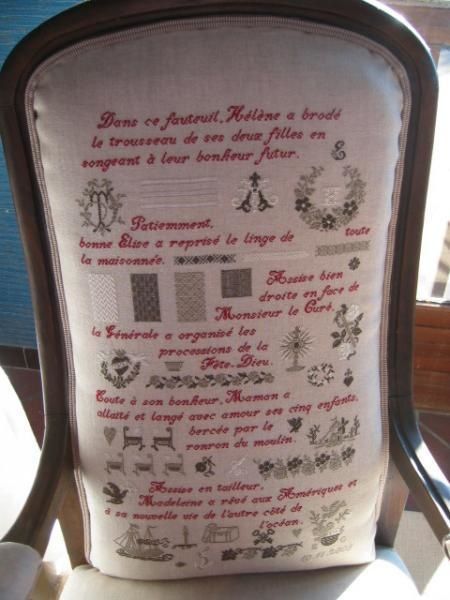 Dans ce fauteuil, Hélène a brodé
le trousseau de ses deux filles en
songeant à leur bonheur futur.
E
H
Patiemment,
bonne Elise a reprisé le linge de toute
la maisonnée.
Assise bien
droite en face de
Monsieur le Curé,
la Générale a organisé les
processions de la
Fête-Dieu.
Toute à son bonheur, Maman a
allaité et langé avec amour ses cinq enfants,
bercée par le
ronron du moulin.
Assise en tailleur,
Madeleine a rêvé aux Amériques et
à sa nouvelle vie de l'autre côté de
l'océan.